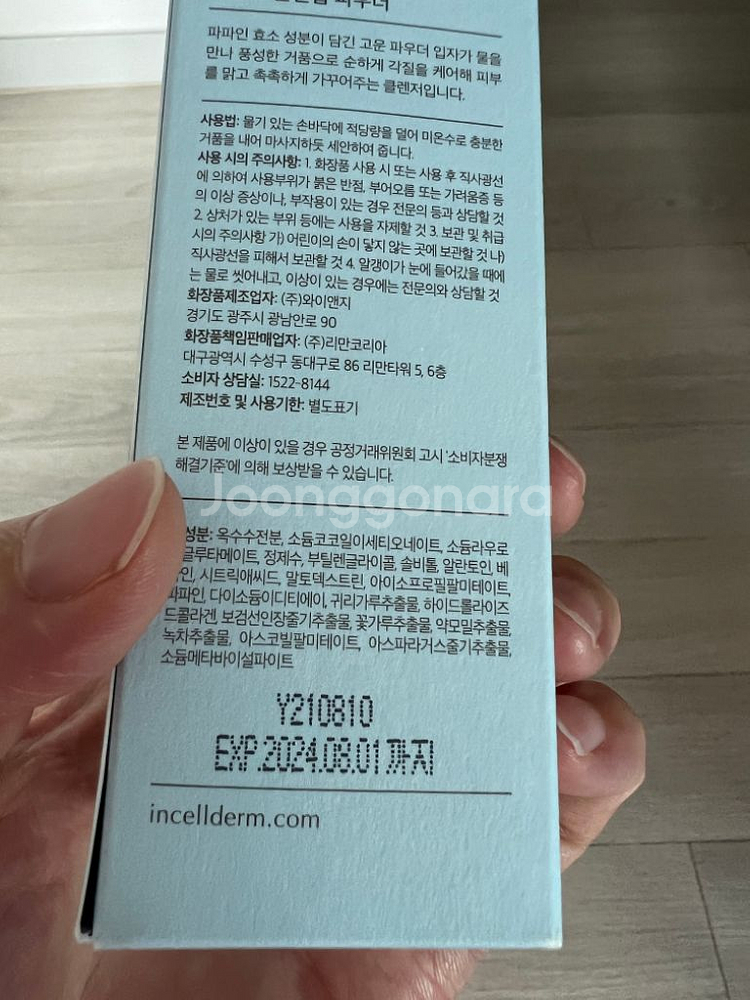 파우더
파파인 효소 성분이 담긴 고운 파우더 입자가 물을
만나 풍성한 거품으로 순하게 각질을 케어해 피부
를 맑고 촉촉하게 가꾸어주는 클렌저입니다.
사용법: 물기 있는 손바닥에 적당량을 덜어 미온수로 충분한
거품을 내어 마사지하듯 세안하여 줍니다.
사용 시의 주의사항: 1. 화장품 사용 시 또는 사용 후 직사광선
에 의하여 사용부위가 붉은 반점, 부어오름 또는 가려움증 등
의 이상 증상이나, 부작용이 있는 경우 전문의 등과 상담할 것
2. 상처가 있는 부위 등에는 사용을 자제할 것 3. 보관 및 취급
시의 주의사항 가) 어린이의 손이 닿지 않는 곳에 보관할 것 나)
직사광선을 피해서 보관할 것 4. 알갱이가 눈에 들어갔을 때에
는 물로 씻어내고, 이상이 있는 경우에는 전문의와 상담할 것
화장품제조업자: (주)와이앤지
경기도 광주시 광남안로 90
화장품책임판매업자: (주)리만코리아
대구광역시 수성구 동대구로 86 리만타워 5, 6층
소비자 상담실: 1522-8144
제조번호 및 사용기한: 별도표기
본 제품에 이상이 있을 경우 공정거래위원회 고시 '소비자분쟁
해결기준'에 의해 보상받을 수 있습니다.
Joonggonara
성분: 옥수수전분, 소듐코코일이세티오네이트, 소듐라우로
글루타메이트, 정제수, 부틸렌글라이콜, 솔비톨, 알란토인, 베
인, 시트릭애씨드, 말토덱스트린, 아이소프로필팔미테이트,
파파인, 다이소듐이디티에이, 귀리가루추출물, 하이드롤라이즈
드콜라겐, 보검선인장줄기추출물, 꽃가루추출물, 약모밀추출물,
녹차추출물, 아스코빌팔미테이트, 아스파라거스줄기추출물,
소듐메타바이설파이트
Y210810
EXP.2024.08.01까지
incellderm.com